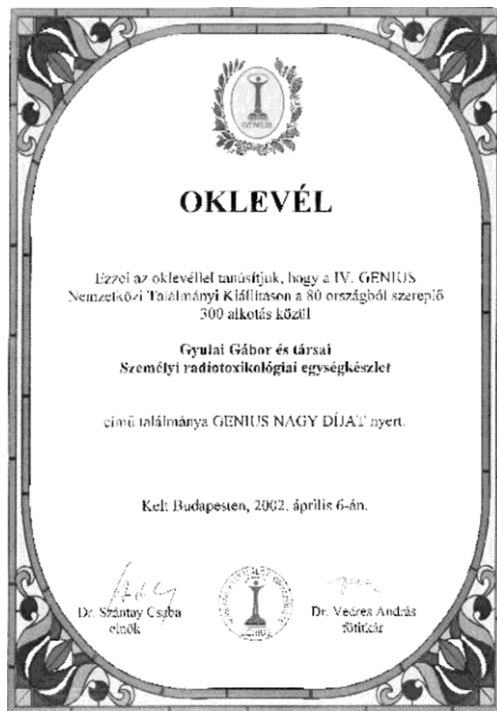 GENIUS
OKLEVÉL
Ezzel az oklevéllel tanúsítjuk, hogy a IV. GENIUS
Nemzetközi Találmányi Kiállításon a 80 országból szereplő
300 alkotás közül
Gyulai Gábor és társai
Személyi radiotoxikológiai egységkészlet
című találmánya GENIUS NAGY DÍJAT nyert.
Kelt Budapesten, 2002. április 6-án.
Dr. Szántay Csaba
elnök
GENIUS
Dr. Vedres András
főtitkár